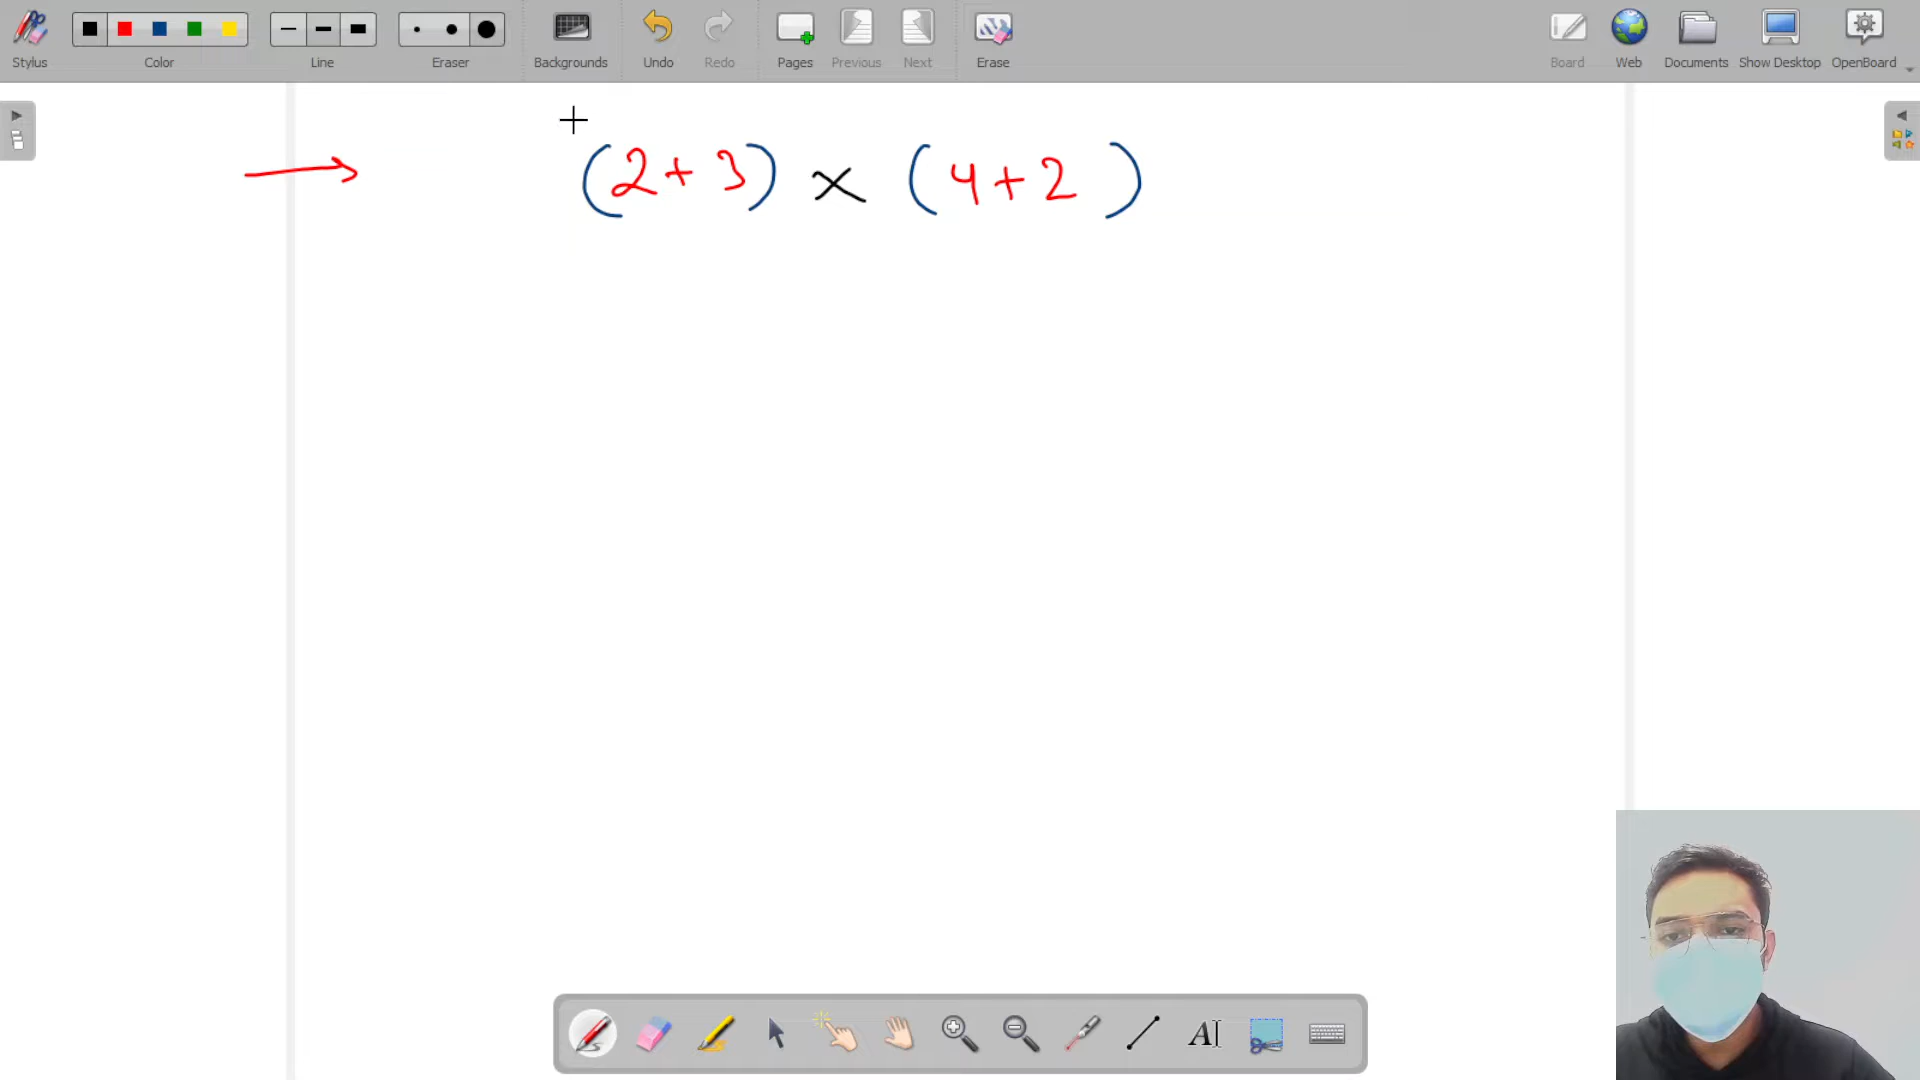 Stylus Color Line Eraser Backgrounds Undo Redo Pages Previous Next Erase Board Web Documents Show Desktop OpenBoard
→ (2+3) × (4+2)
AI